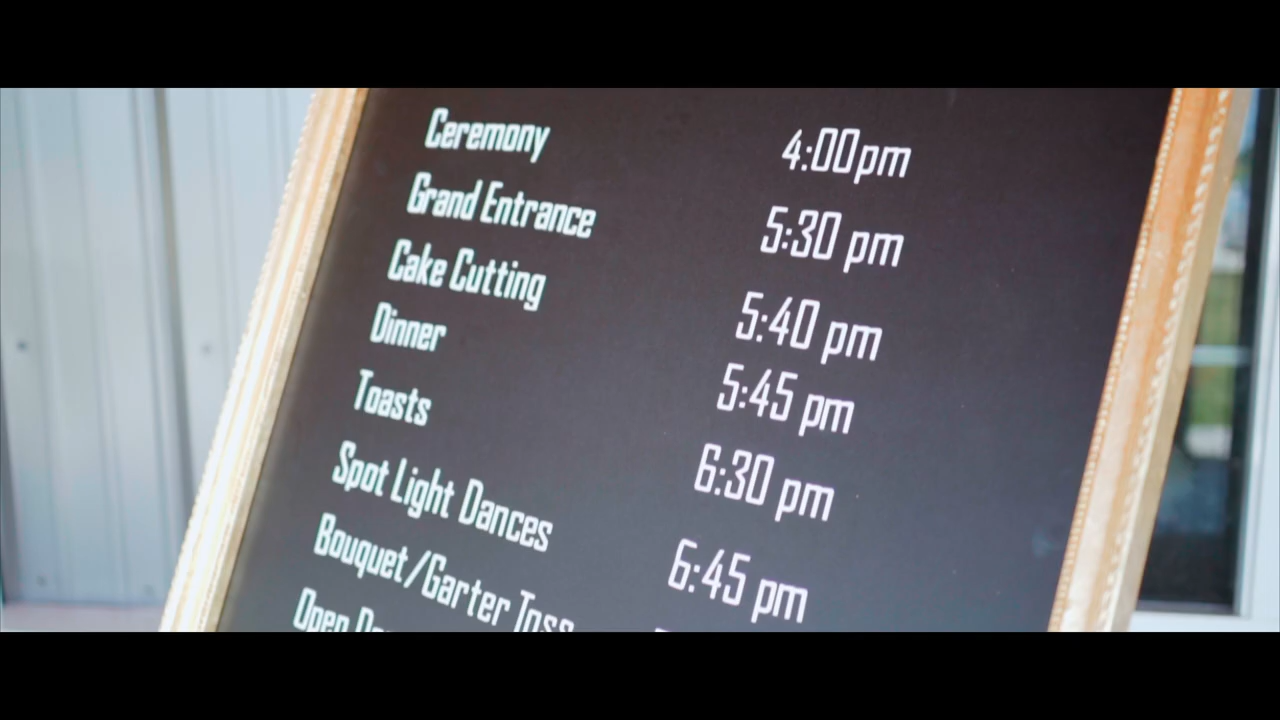 Ceremony 4:00pm
Grand Entrance 5:30 pm
Cake Cutting 5:40 pm
Dinner 5:45 pm
Toasts 6:30 pm
Spot Light Dances 6:45 pm
Bouquet/Garter Toss
Open